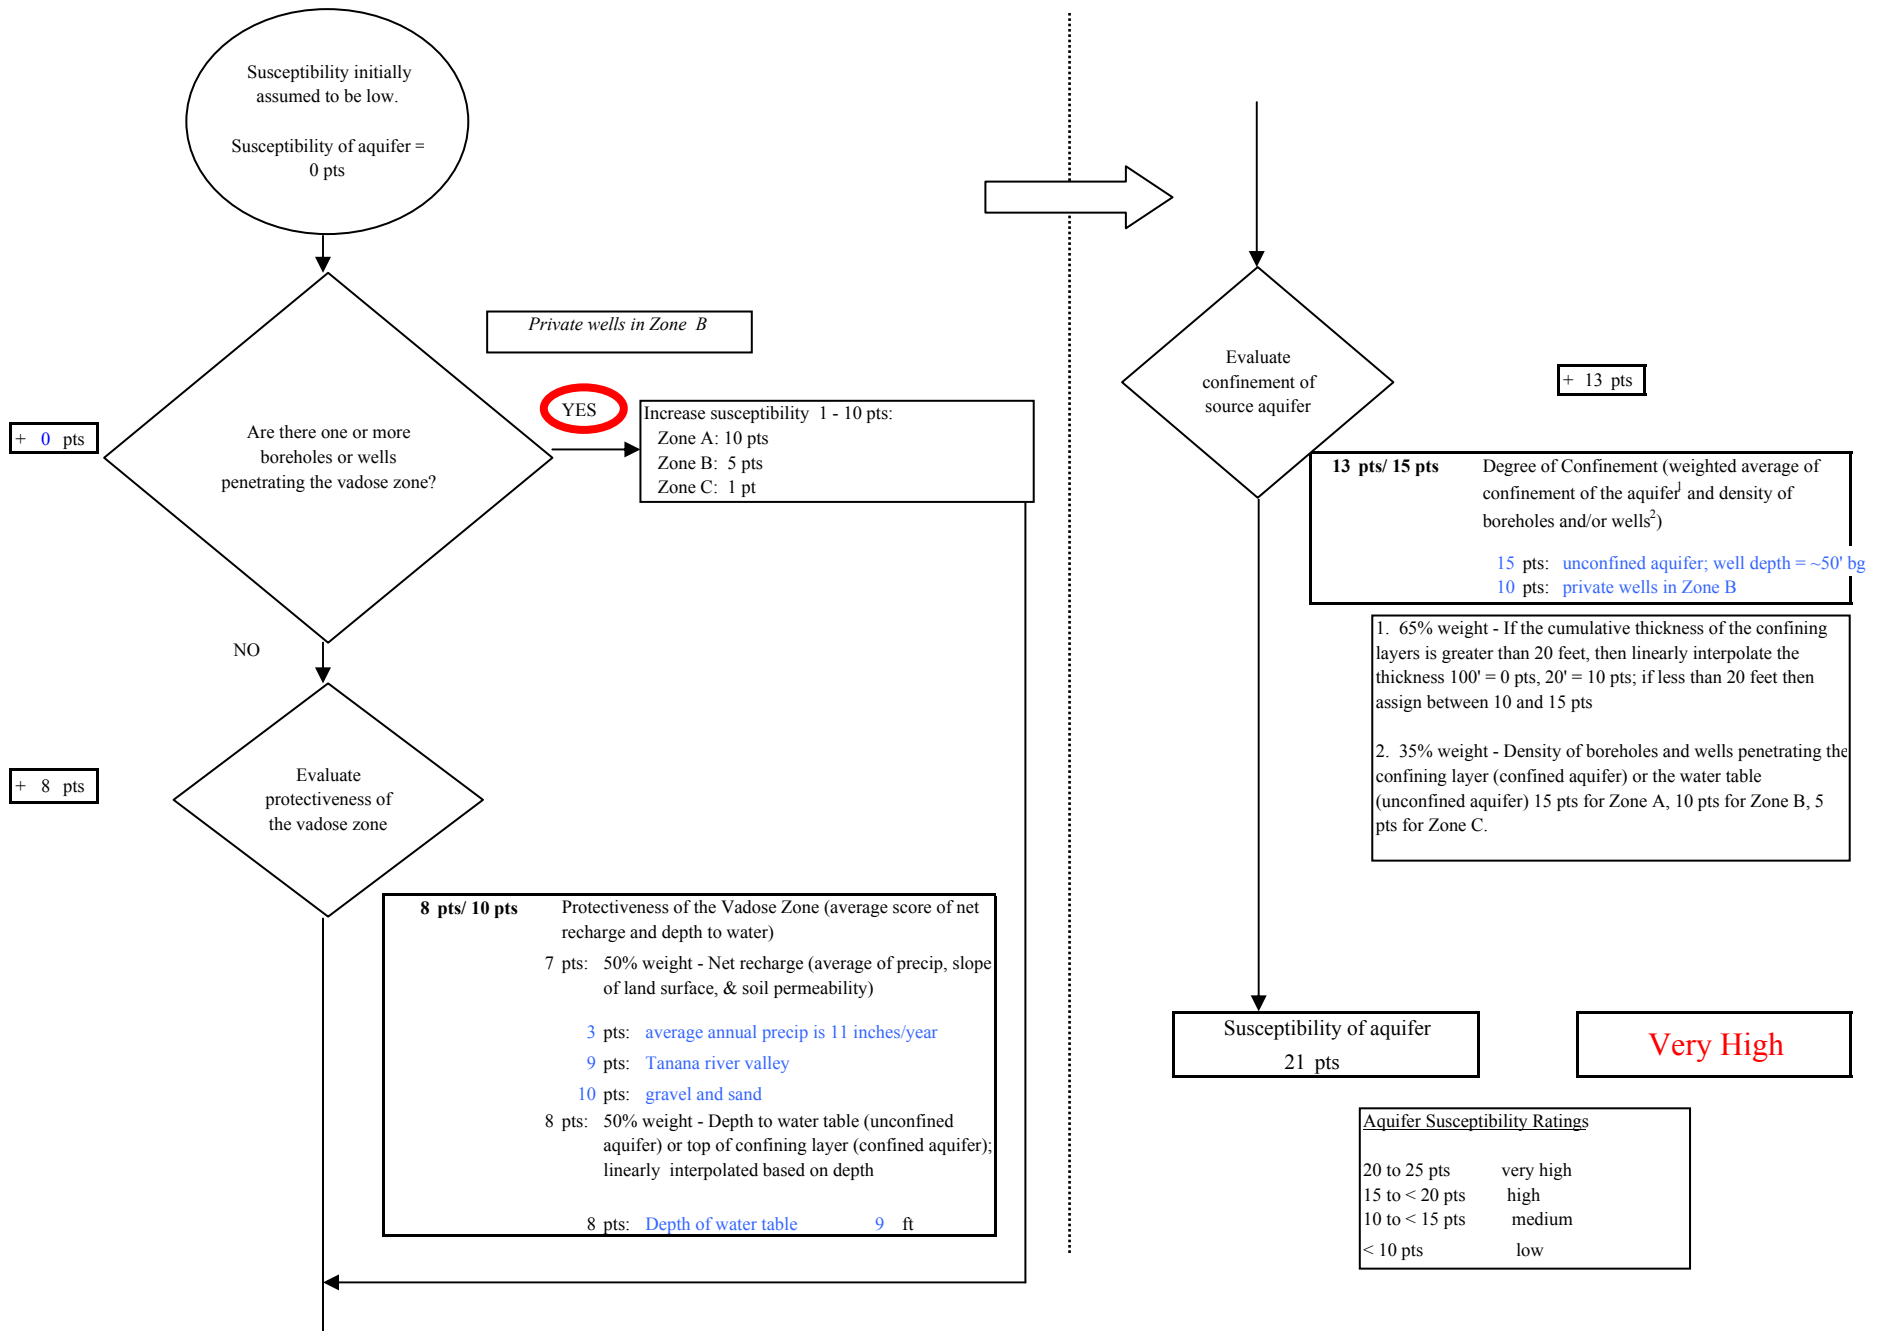 Susceptibility initially
assumed to be low.
Susceptibility of aquifer =
0 pts
Private wells in Zone B
YES
Increase susceptibility 1 - 10 pts:
Zone A: 10 pts
Zone B: 5 pts
Zone C: 1 pt
+ 0 pts
Are there one or more
boreholes or wells
penetrating the vadose zone?
NO
+ 8 pts
Evaluate
protectiveness of
the vadose zone
8 pts/ 10 pts Protectiveness of the Vadose Zone (average score of net
recharge and depth to water)
7 pts: 50% weight - Net recharge (average of precip, slope
of land surface, & soil permeability)
3 pts: average annual precip is 11 inches/year
9 pts: Tanana river valley
10 pts: gravel and sand
8 pts: 50% weight - Depth to water table (unconfined
aquifer) or top of confining layer (confined aquifer);
linearly interpolated based on depth
8 pts: Depth of water table 9 ft
Evaluate
confinement of
source aquifer
+ 13 pts
13 pts/ 15 pts Degree of Confinement (weighted average of
confinement of the aquifer1 and density of
boreholes and/or wells2)
15 pts: unconfined aquifer; well depth = ~50' bg
10 pts: private wells in Zone B
1. 65% weight - If the cumulative thickness of the confining
layers is greater than 20 feet, then linearly interpolate the
thickness 100' = 0 pts, 20' = 10 pts; if less than 20 feet then
assign between 10 and 15 pts
2. 35% weight - Density of boreholes and wells penetrating the
confining layer (confined aquifer) or the water table
(unconfined aquifer) 15 pts for Zone A, 10 pts for Zone B, 5
pts for Zone C.
Susceptibility of aquifer
21 pts
Very High
Aquifer Susceptibility Ratings
20 to 25 pts very high
15 to < 20 pts high
10 to < 15 pts medium
< 10 pts low